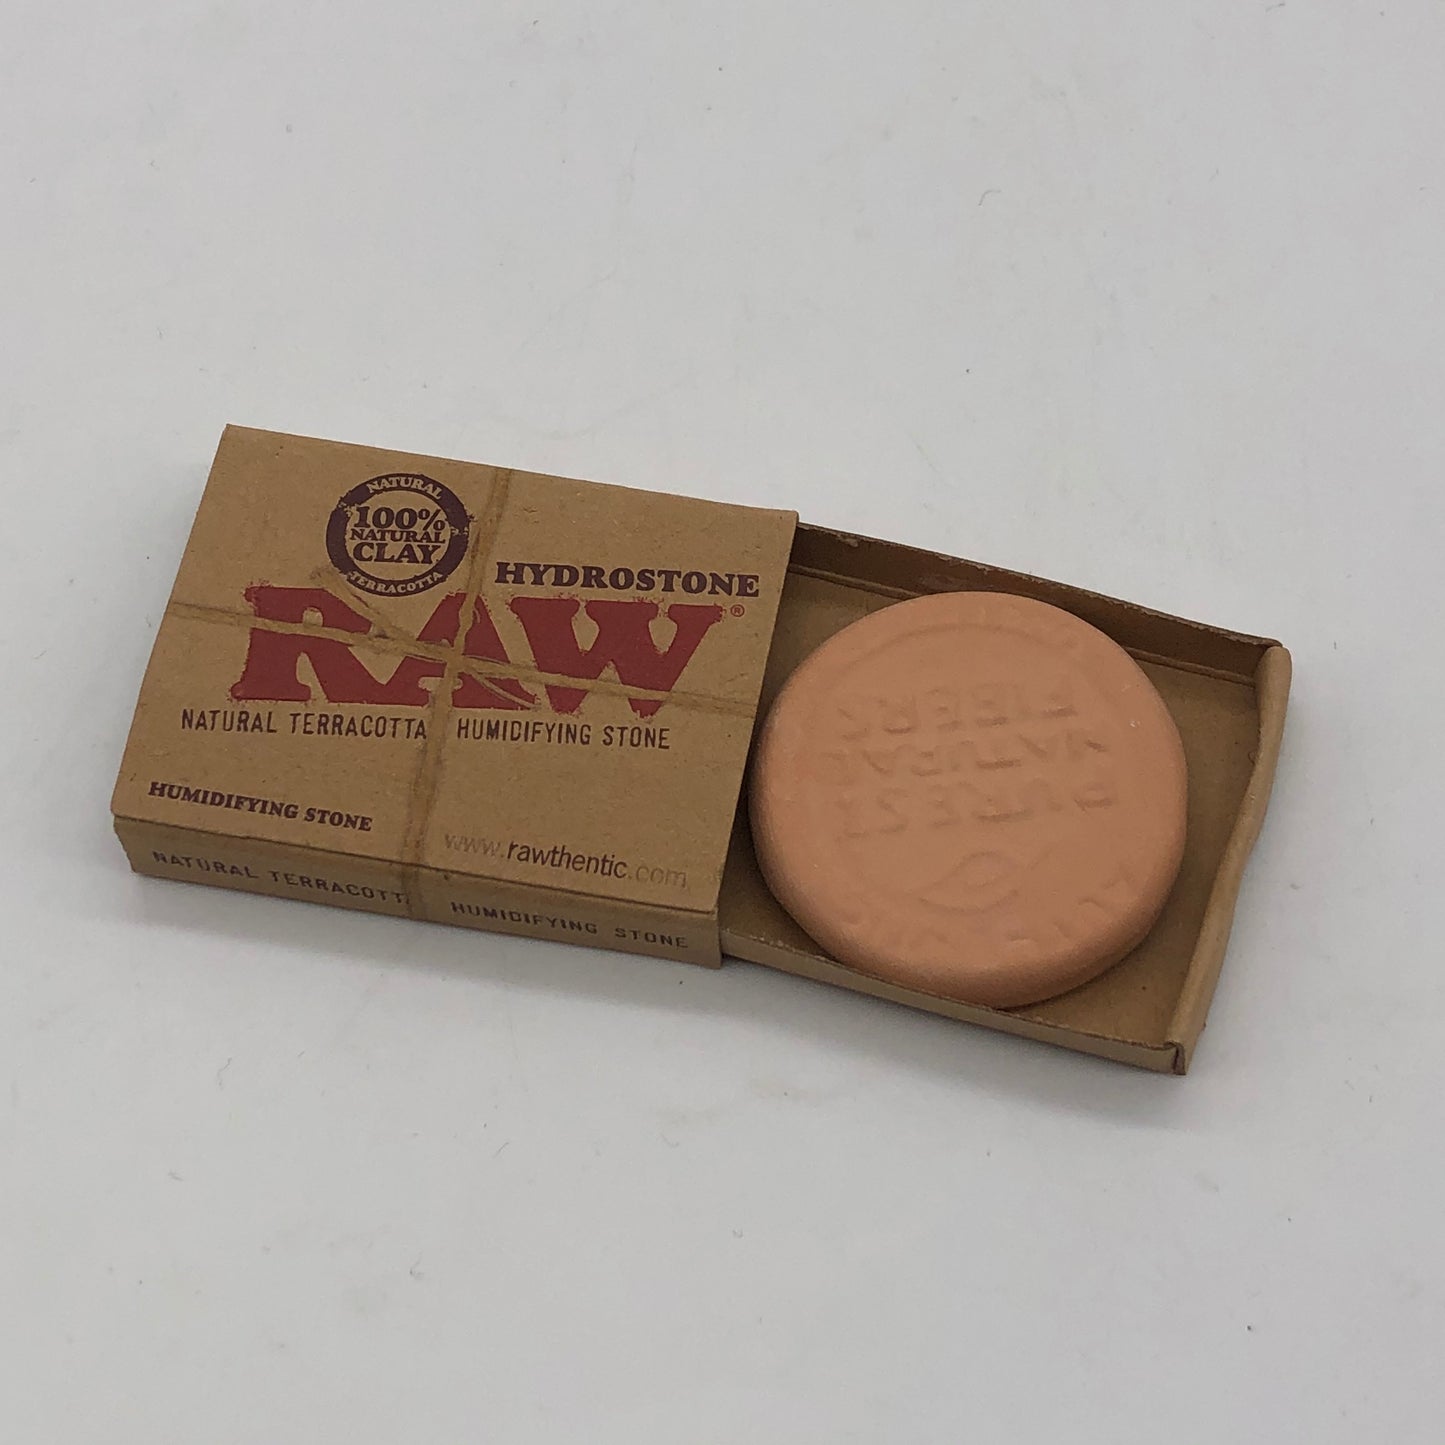 NATURAL
100%
NATURAL
CLAY
TERRACOTTA
HYDROSTONE
RAW®
NATURAL TERRACOTTA HUMIDIFYING STONE
HUMIDIFYING STONE
www.rawthentic.com
NATURAL TERRACOTTA HUMIDIFYING STONE